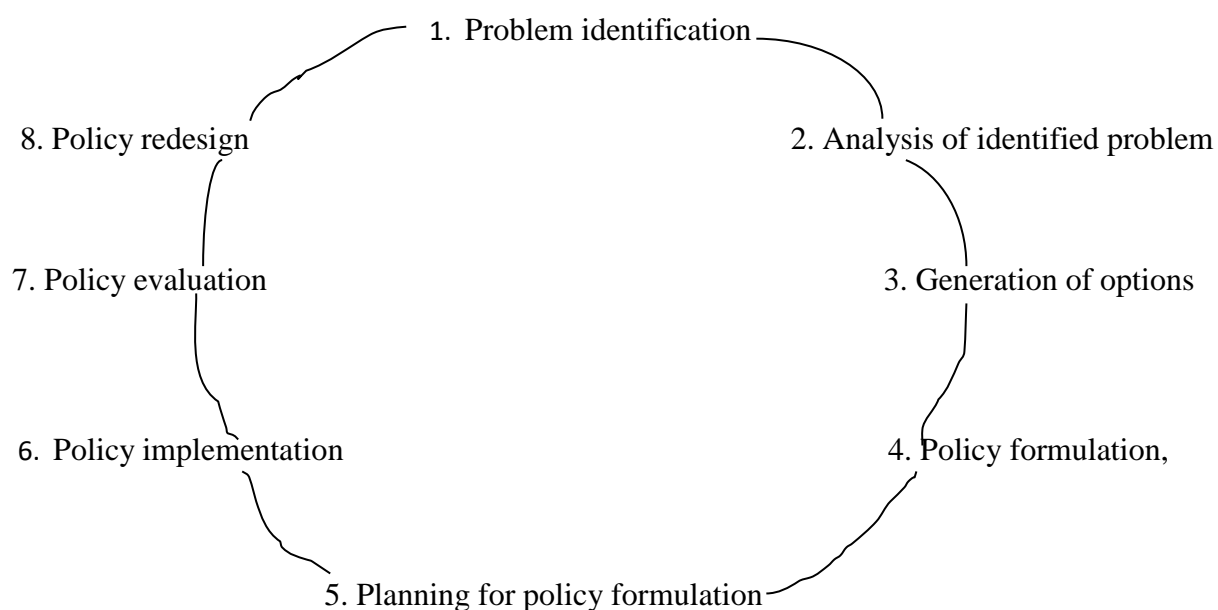 1. Problem identification
2. Analysis of identified problem
3. Generation of options
4. Policy formulation,
5. Planning for policy formulation
6. Policy implementation
7. Policy evaluation
8. Policy redesign